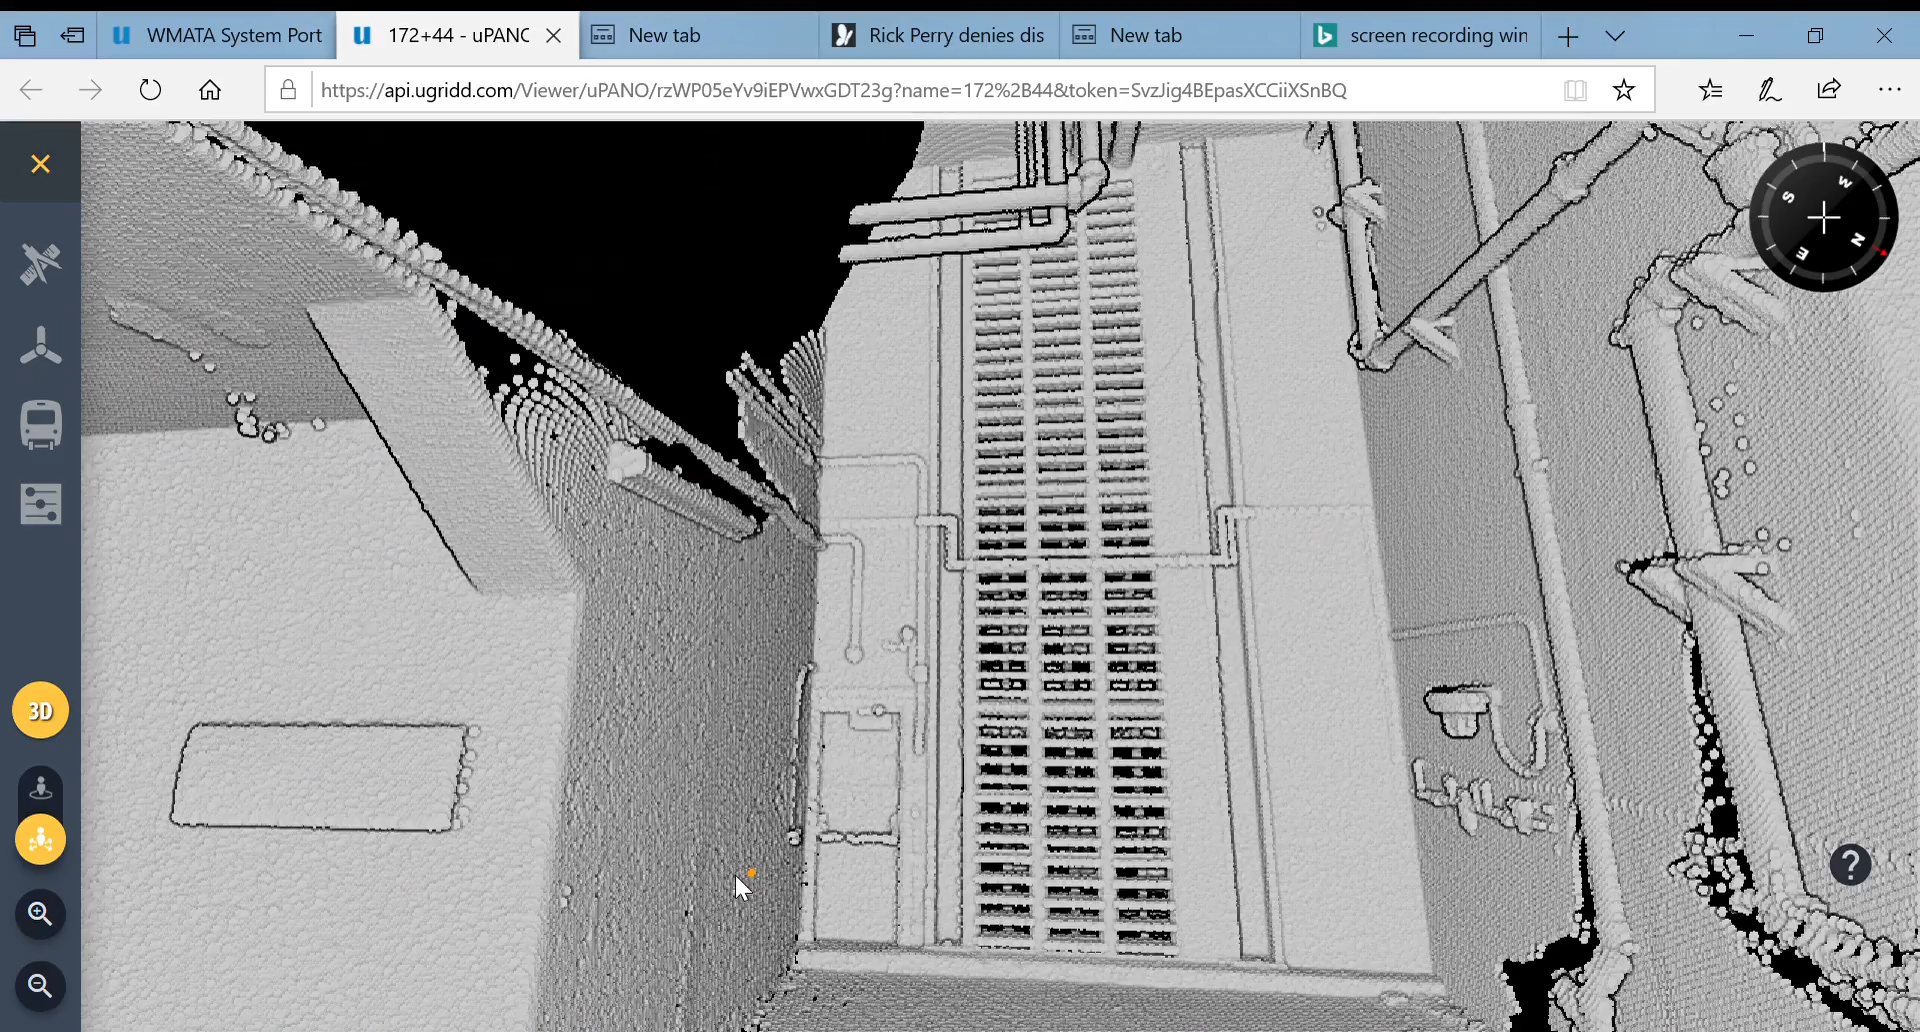 WMATA System Port
172+44 - uPANC
New tab
Rick Perry denies dis
New tab
screen recording win
https://api.ugridd.com/Viewer/uPANO/rzWP05eYv9iEPVwxGDT23g?name=172%2B44&token=SvzJig4BEpasXCCiiXSnBQ
W
S
N
E
3D
?